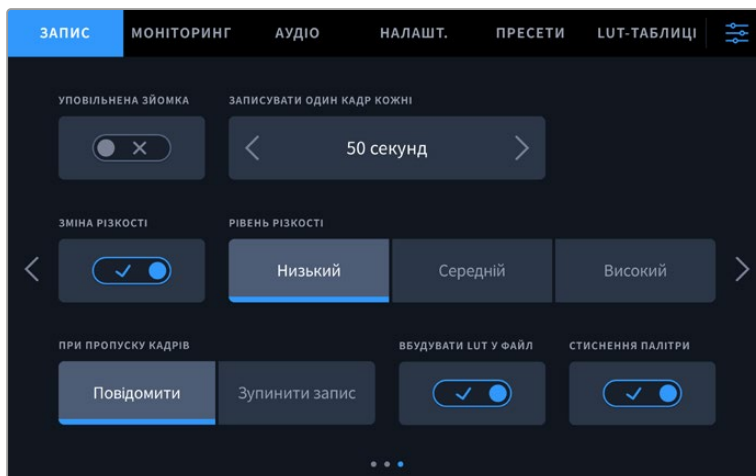 ЗАПИС МОНІТОРИНГ АУДІО НАЛАШТ. ПРЕСЕТИ LUT-ТАБЛИЦІ
УПОВІЛЬНЕНА ЗЙОМКА ЗАПИСУВАТИ ОДИН КАДР КОЖНІ
50 секунд
ЗМІНА РІЗКОСТІ РІВЕНЬ РІЗКОСТІ
Низький Середній Високий
ПРИ ПРОПУСКУ КАДРІВ ВБУДУВАТИ LUT У ФАЙЛ СТИСНЕННЯ ПАЛІТРИ
Повідомити Зупинити запис